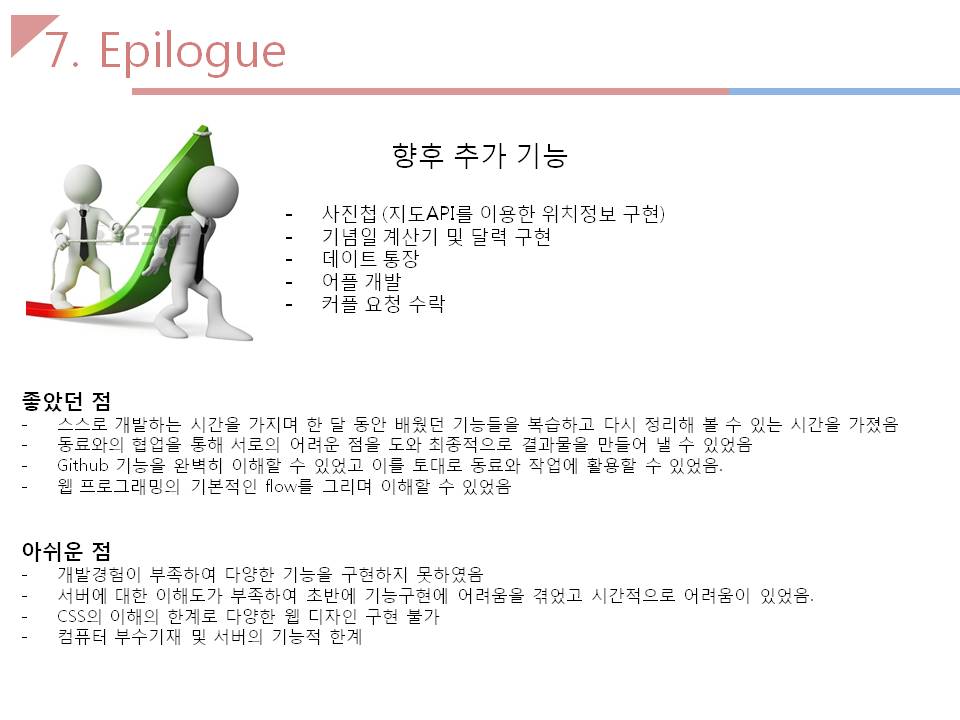 7. Epilogue
향후 추가 기능
- 사진첩 (지도API를 이용한 위치정보 구현)
- 기념일 계산기 및 달력 구현
- 데이트 통장
- 어플 개발
- 커플 요청 수락
좋았던 점
- 스스로 개발하는 시간을 가지며 한 달 동안 배웠던 기능들을 복습하고 다시 정리해 볼 수 있는 시간을 가졌음
- 동료와의 협업을 통해 서로의 어려운 점을 도와 최종적으로 결과물을 만들어 낼 수 있었음
- Github 기능을 완벽히 이해할 수 있었고 이를 토대로 동료와 작업에 활용할 수 있었음.
- 웹 프로그래밍의 기본적인 flow를 그리며 이해할 수 있었음
아쉬운 점
- 개발경험이 부족하여 다양한 기능을 구현하지 못하였음
- 서버에 대한 이해도가 부족하여 초반에 기능구현에 어려움을 겪었고 시간적으로 어려움이 있었음.
- CSS의 이해의 한계로 다양한 웹 디자인 구현 불가
- 컴퓨터 부수기재 및 서버의 기능적 한계